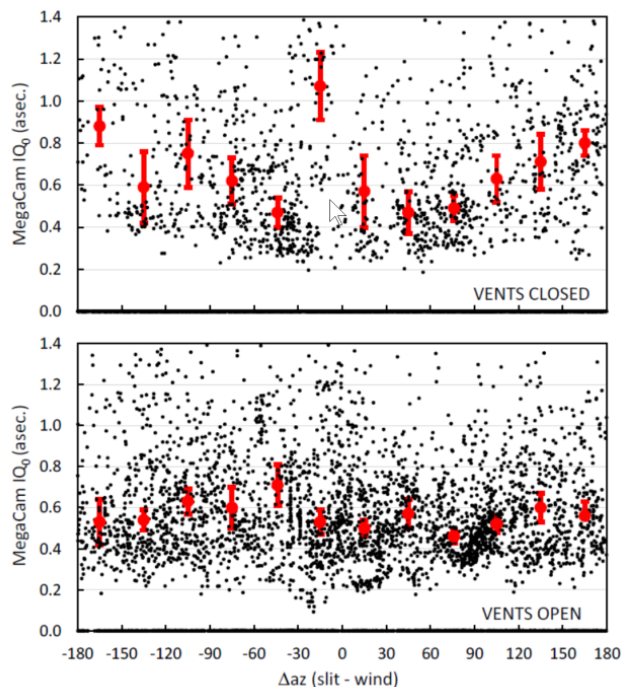 1.4
1.2
1.0
0.8
0.6
0.4
0.2
0.0
MegaCam IQ₀ (asec.)
VENTS CLOSED
1.4
1.2
1.0
0.8
0.6
0.4
0.2
0.0
MegaCam IQ₀ (asec.)
VENTS OPEN
-180 -150 -120 -90 -60 -30 0 30 60 90 120 150 180
Δaz (slit - wind)